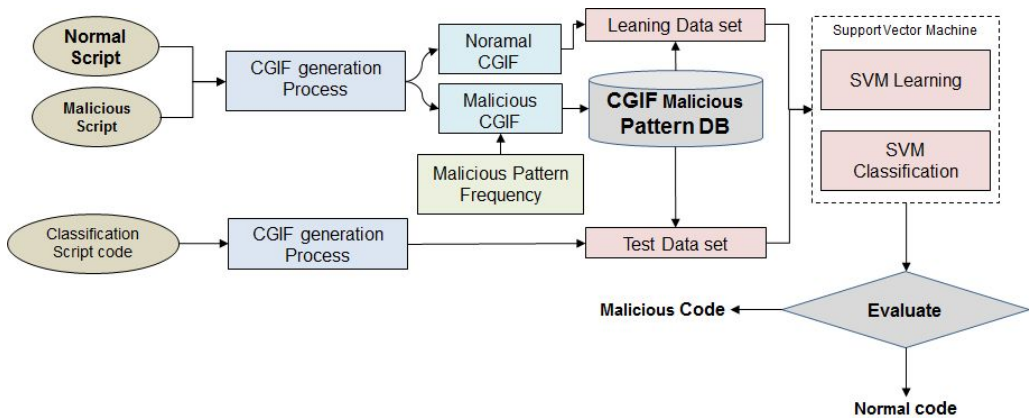 Normal
Script
Malicious
Script
CGIF generation
Process
Noramal
CGIF
Malicious
CGIF
Malicious Pattern
Frequency
Leaning Data set
CGIF Malicious
Pattern DB
Support Vector Machine
SVM Learning
SVM
Classification
Classification
Script code
CGIF generation
Process
Test Data set
Malicious Code
Evaluate
Normal code